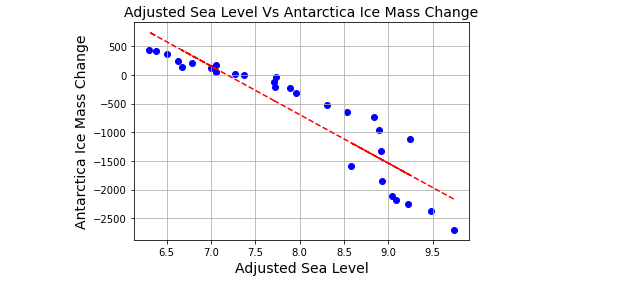 Adjusted Sea Level Vs Antarctica Ice Mass Change
Antarctica Ice Mass Change
500
0
−500
−1000
−1500
−2000
−2500
6.5 7.0 7.5 8.0 8.5 9.0 9.5
Adjusted Sea Level